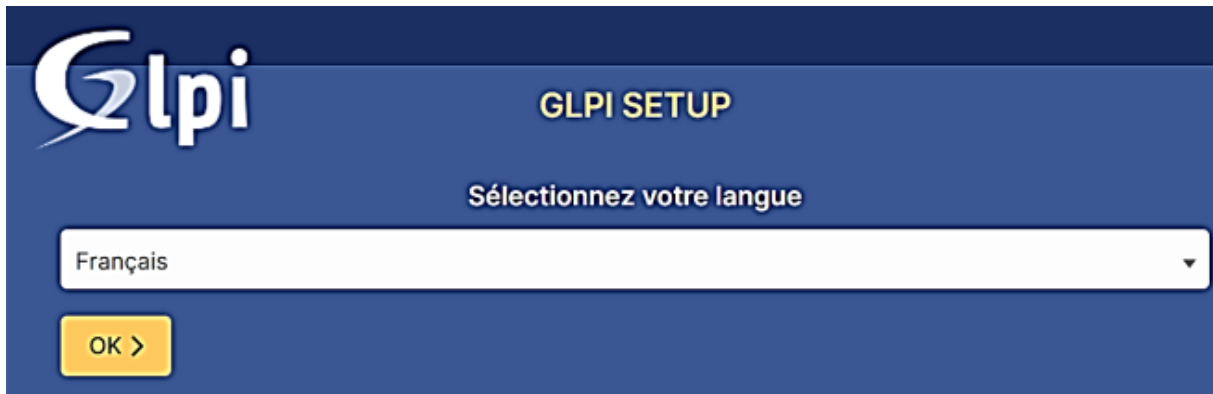 Glpi
GLPI SETUP
Sélectionnez votre langue
Français
OK >